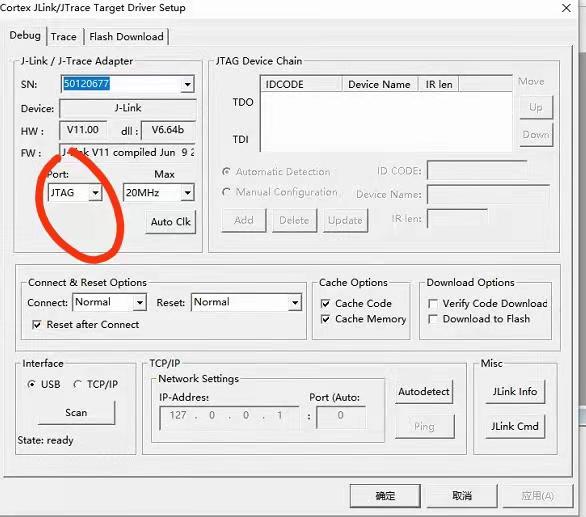 Cortex JLink/JTrace Target Driver Setup
Debug Trace Flash Download
J-Link / J-Trace Adapter
SN: 50120677
Device: J-Link
HW : V11.00 dll : V6.64b
FW : J-Link V11 compiled Jun 9 2
Port: Max
JTAG 20MHz
Auto Clk
JTAG Device Chain
IDCODE Device Name IR len Move
TDO
TDI
Up
Down
Automatic Detection ID CODE:
Manual Configuration Device Name:
Add Delete Update IR len:
Connect & Reset Options
Connect: Normal Reset: Normal
Reset after Connect
Cache Options
Cache Code
Cache Memory
Download Options
Verify Code Download
Download to Flash
Interface
USB TCP/IP
Scan
State: ready
TCP/IP
Network Settings
IP-Address: Port (Auto:
127 . 0 . 0 . 1 : 0
Autodetect
Ping
Misc
JLink Info
JLink Cmd
确定 取消 应用(A)